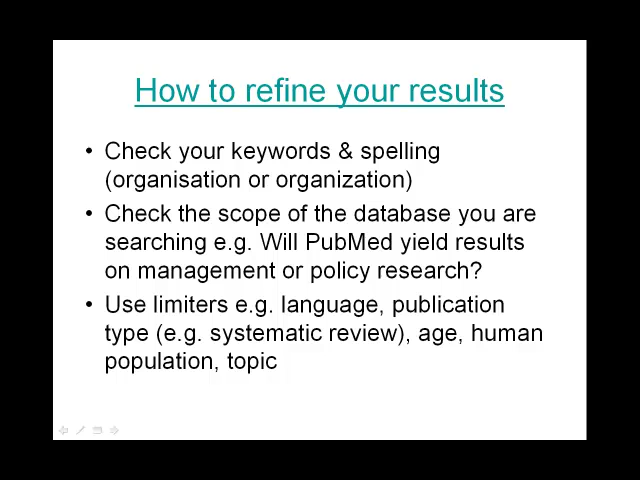 How to refine your results
• Check your keywords & spelling
(organisation or organization)
• Check the scope of the database you are
searching e.g. Will PubMed yield results
on management or policy research?
• Use limiters e.g. language, publication
type (e.g. systematic review), age, human
population, topic